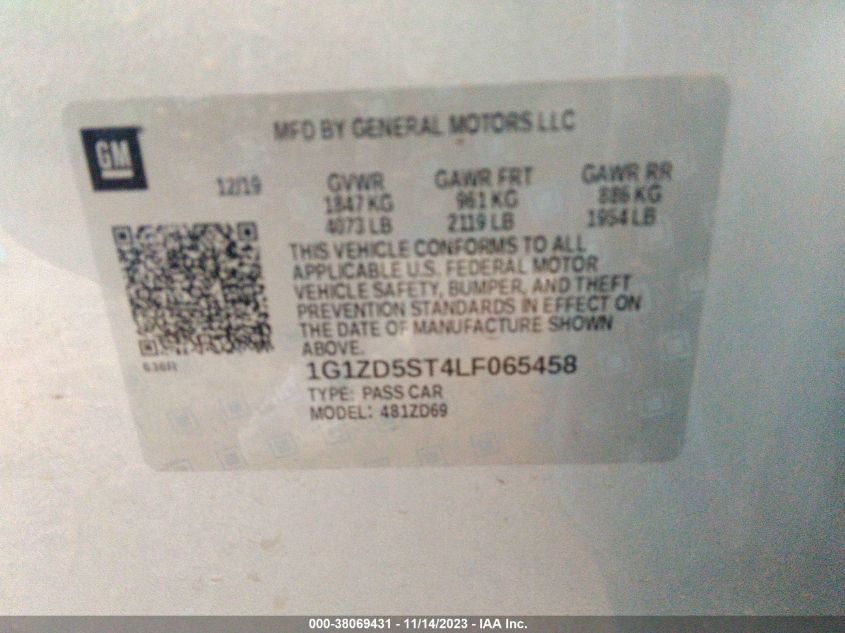 MFD BY GENERAL MOTORS LLC
GM
12/19 GVWR GAWR FRT GAWR RR
1847 KG 961 KG 886 KG
4073 LB 2119 LB 1954 LB
THIS VEHICLE CONFORMS TO ALL
APPLICABLE U.S. FEDERAL MOTOR
VEHICLE SAFETY, BUMPER, AND THEFT
PREVENTION STANDARDS IN EFFECT ON
THE DATE OF MANUFACTURE SHOWN
ABOVE.
636R
1G1ZD5ST4LF065458
TYPE: PASS CAR
MODEL: 481ZD69
000-38069431 - 11/14/2023 - IAA Inc.